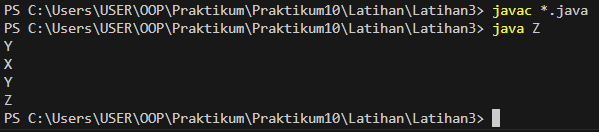 PS C:\Users\USER\OOP\Praktikum\Praktikum10\Latihan\Latihan3> javac *.java
PS C:\Users\USER\OOP\Praktikum\Praktikum10\Latihan\Latihan3> java Z
Y
X
Y
Z
PS C:\Users\USER\OOP\Praktikum\Praktikum10\Latihan\Latihan3>